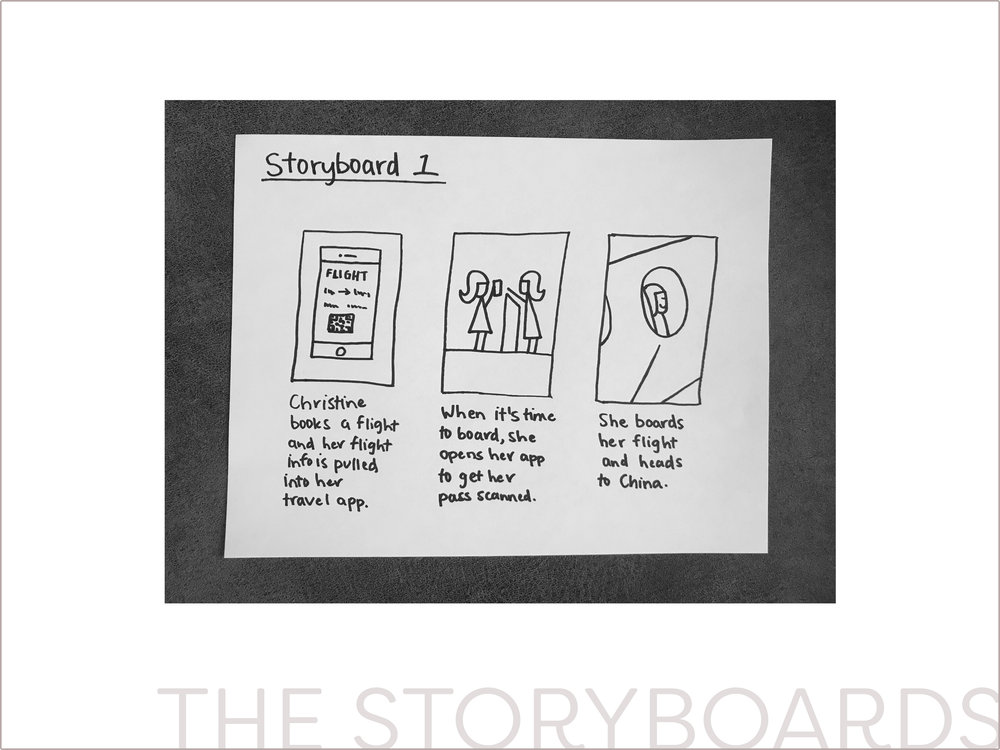 Storyboard 1
FLIGHT
Christine
books a flight
and her flight
info is pulled
into her
travel app.
When it's time
to board, she
opens her app
to get her
pass scanned.
She boards
her flight
and heads
to China.
THE STORYBOARDS